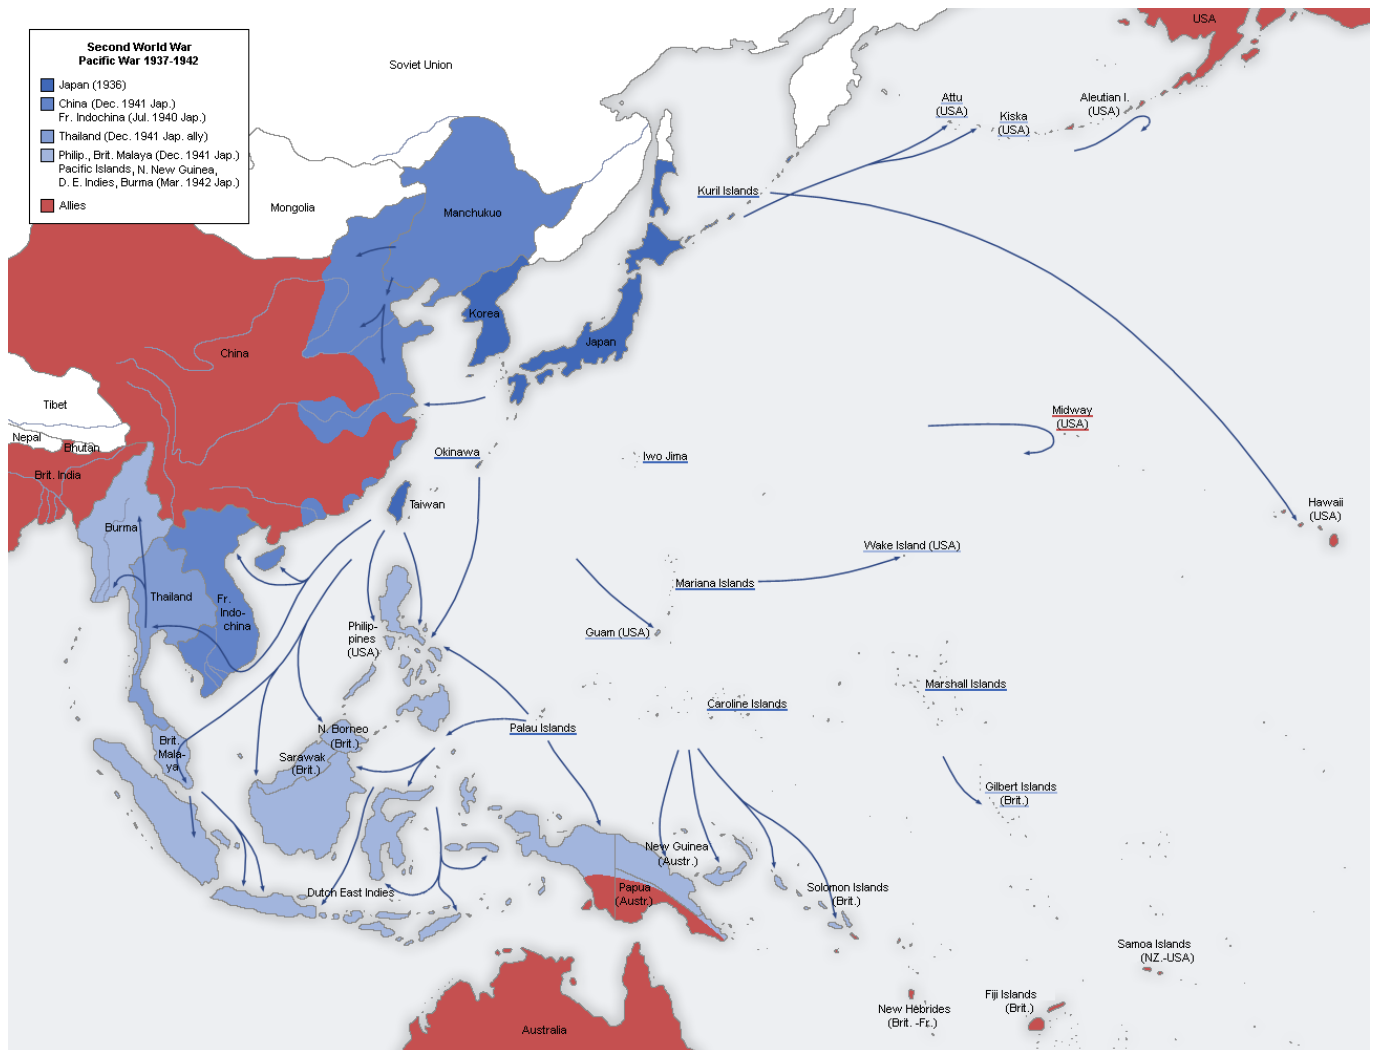 Second World War
Pacific War 1937-1942
Japan (1936)
China (Dec. 1941 Jap.)
Fr. Indochina (Jul. 1940 Jap.)
Thailand (Dec. 1941 Jap. ally)
Philip., Brit. Malaya (Dec. 1941 Jap.)
Pacific Islands, N. New Guinea,
D. E. Indies, Burma (Mar. 1942 Jap.)
Allies
Soviet Union
USA
Attu
(USA)
Kiska
(USA)
Aleutian I.
(USA)
Mongolia
Manchukuo
Kuril Islands
Korea
Japan
China
Tibet
Nepal
Bhutan
Brit. India
Midway
(USA)
Okinawa
Iwo Jima
Taiwan
Hawaii
(USA)
Burma
Wake Island (USA)
Mariana Islands
Thailand
Fr.
Indo-
china
Philip-
pines
(USA)
Guam (USA)
Marshall Islands
Caroline Islands
Palau Islands
N. Borneo
(Brit.)
Sarawak
(Brit.)
Brit.
Mala-
ya
Gilbert Islands
(Brit.)
New Guinea
(Austr.)
Dutch East Indies
Papua
(Austr.)
Solomon Islands
(Brit.)
Samoa Islands
(NZ.-USA)
New Hebrides
(Brit. -Fr.)
Fiji Islands
(Brit.)
Australia